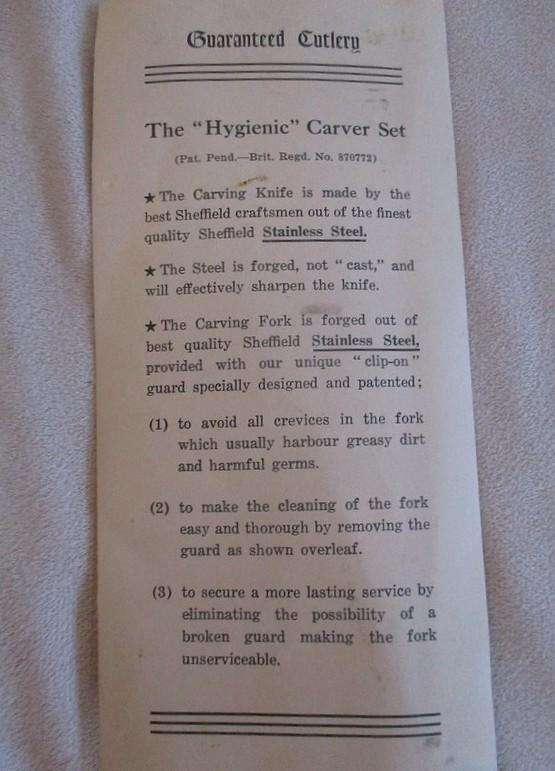 Guaranteed Cutlery
The "Hygienic" Carver Set
(Pat. Pend.—Brit. Regd. No. 870772)
★ The Carving Knife is made by the
best Sheffield craftsmen out of the finest
quality Sheffield Stainless Steel.
★ The Steel is forged, not "cast," and
will effectively sharpen the knife.
★ The Carving Fork is forged out of
best quality Sheffield Stainless Steel,
provided with our unique "clip-on"
guard specially designed and patented;
(1) to avoid all crevices in the fork
which usually harbour greasy dirt
and harmful germs.
(2) to make the cleaning of the fork
easy and thorough by removing the
guard as shown overleaf.
(3) to secure a more lasting service by
eliminating the possibility of a
broken guard making the fork
unserviceable.